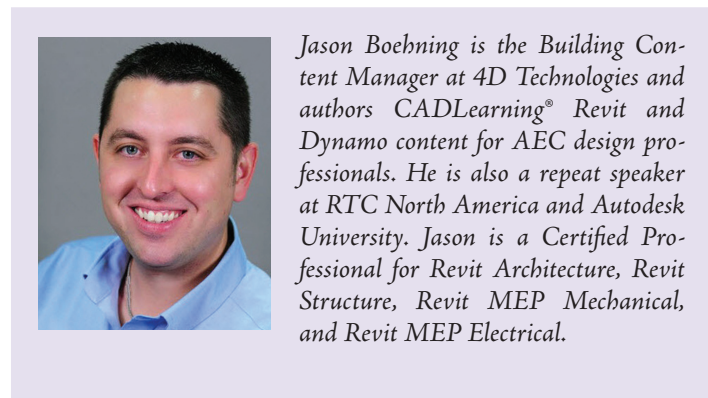 Jason Boehning is the Building Con-
tent Manager at 4D Technologies and
authors CADLearning® Revit and
Dynamo content for AEC design pro-
fessionals. He is also a repeat speaker
at RTC North America and Autodesk
University. Jason is a Certified Pro-
fessional for Revit Architecture, Revit
Structure, Revit MEP Mechanical,
and Revit MEP Electrical.